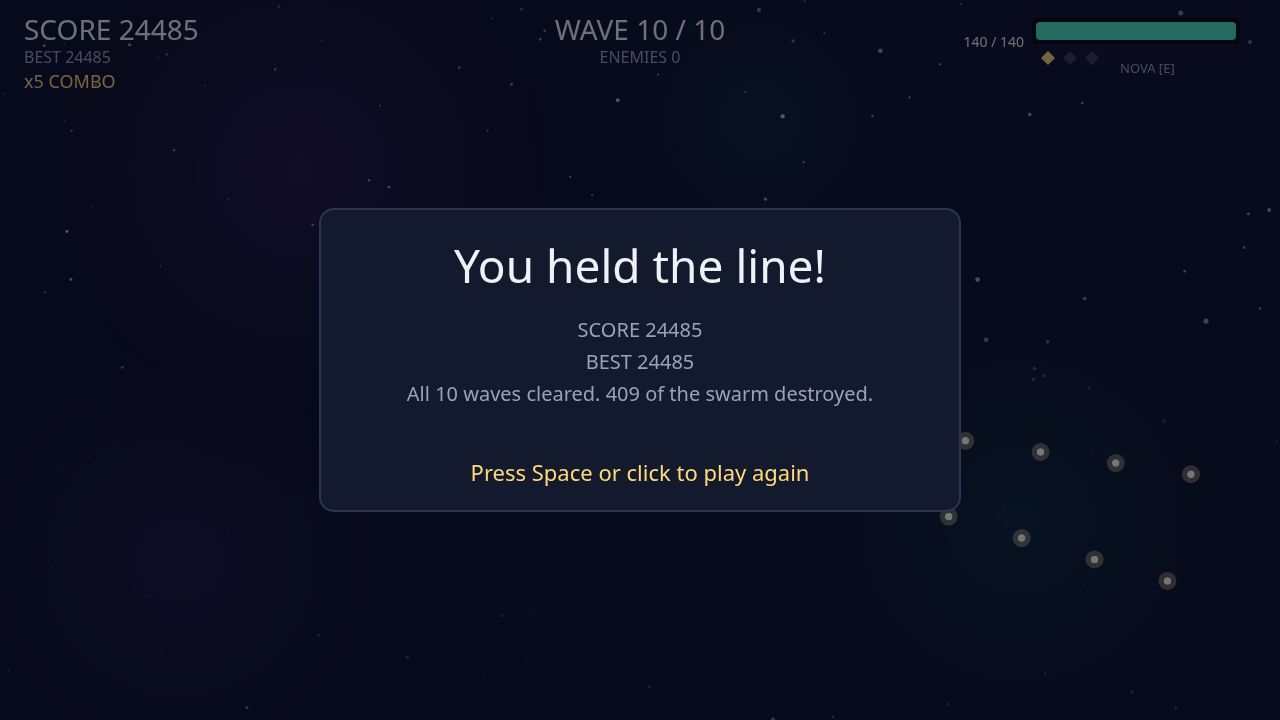 SCORE 24485
BEST 24485
x5 COMBO
WAVE 10 / 10
ENEMIES 0
140 / 140
NOVA [E]
You held the line!
SCORE 24485
BEST 24485
All 10 waves cleared. 409 of the swarm destroyed.
Press Space or click to play again